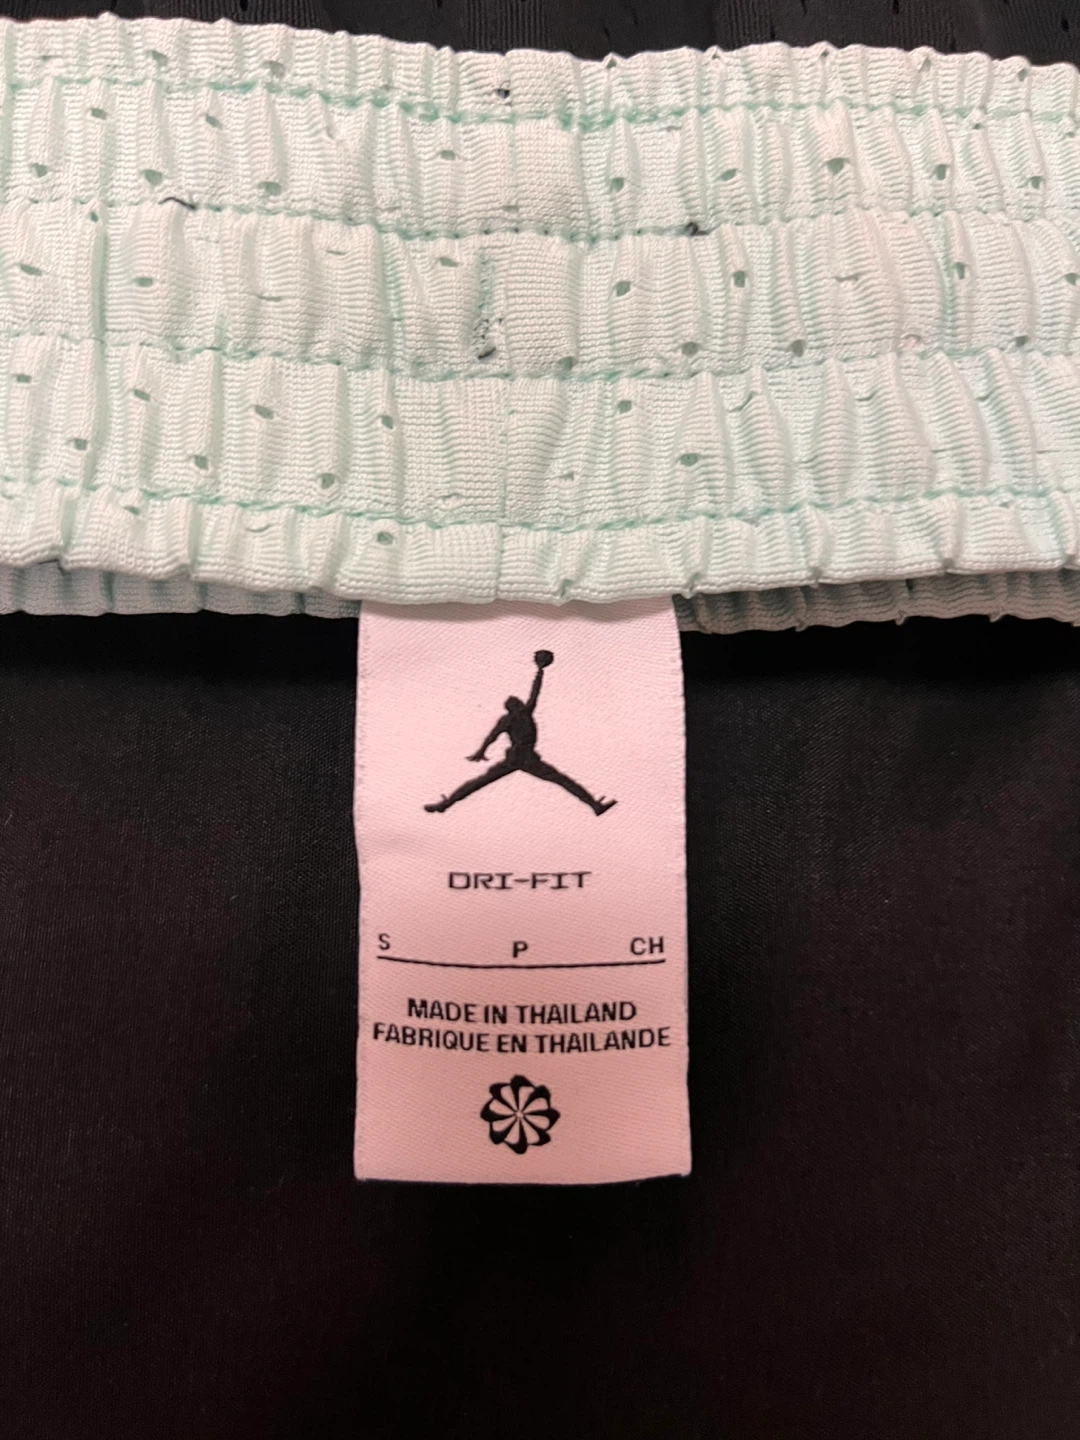 DRI-FIT
S P CH
MADE IN THAILAND
FABRIQUE EN THAILANDE